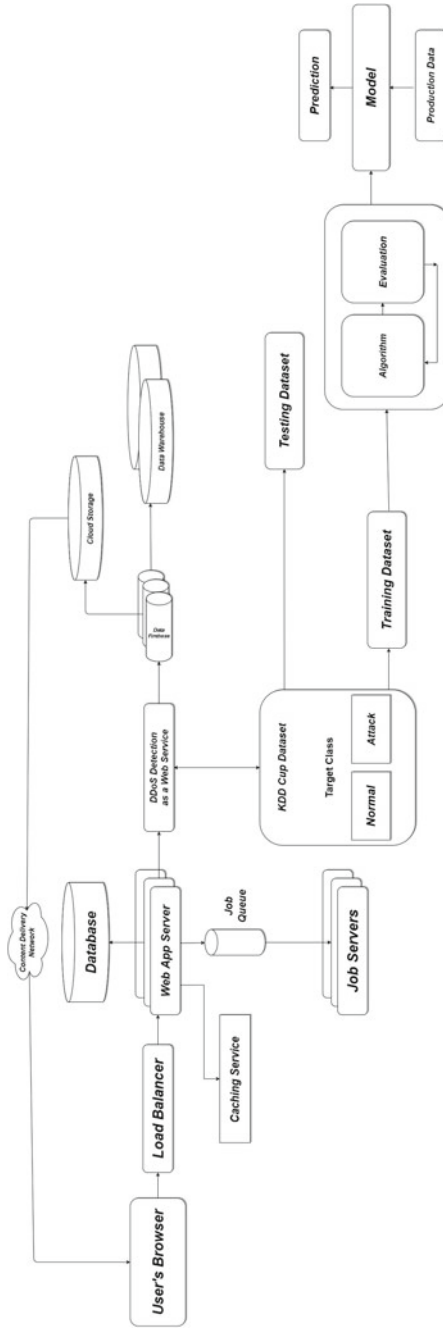 Content Delivery
Network
Cloud Storage
Database
Data Warehouse
User's Browser
Load Balancer
Web App Server
DDoS Detection
as a Web Service
Data
Firehouse
Caching Service
Job
Queue
Job Servers
KDD Cup Dataset
Target Class
Normal
Attack
Testing Dataset
Training Dataset
Algorithm
Evaluation
Prediction
Model
Production Data